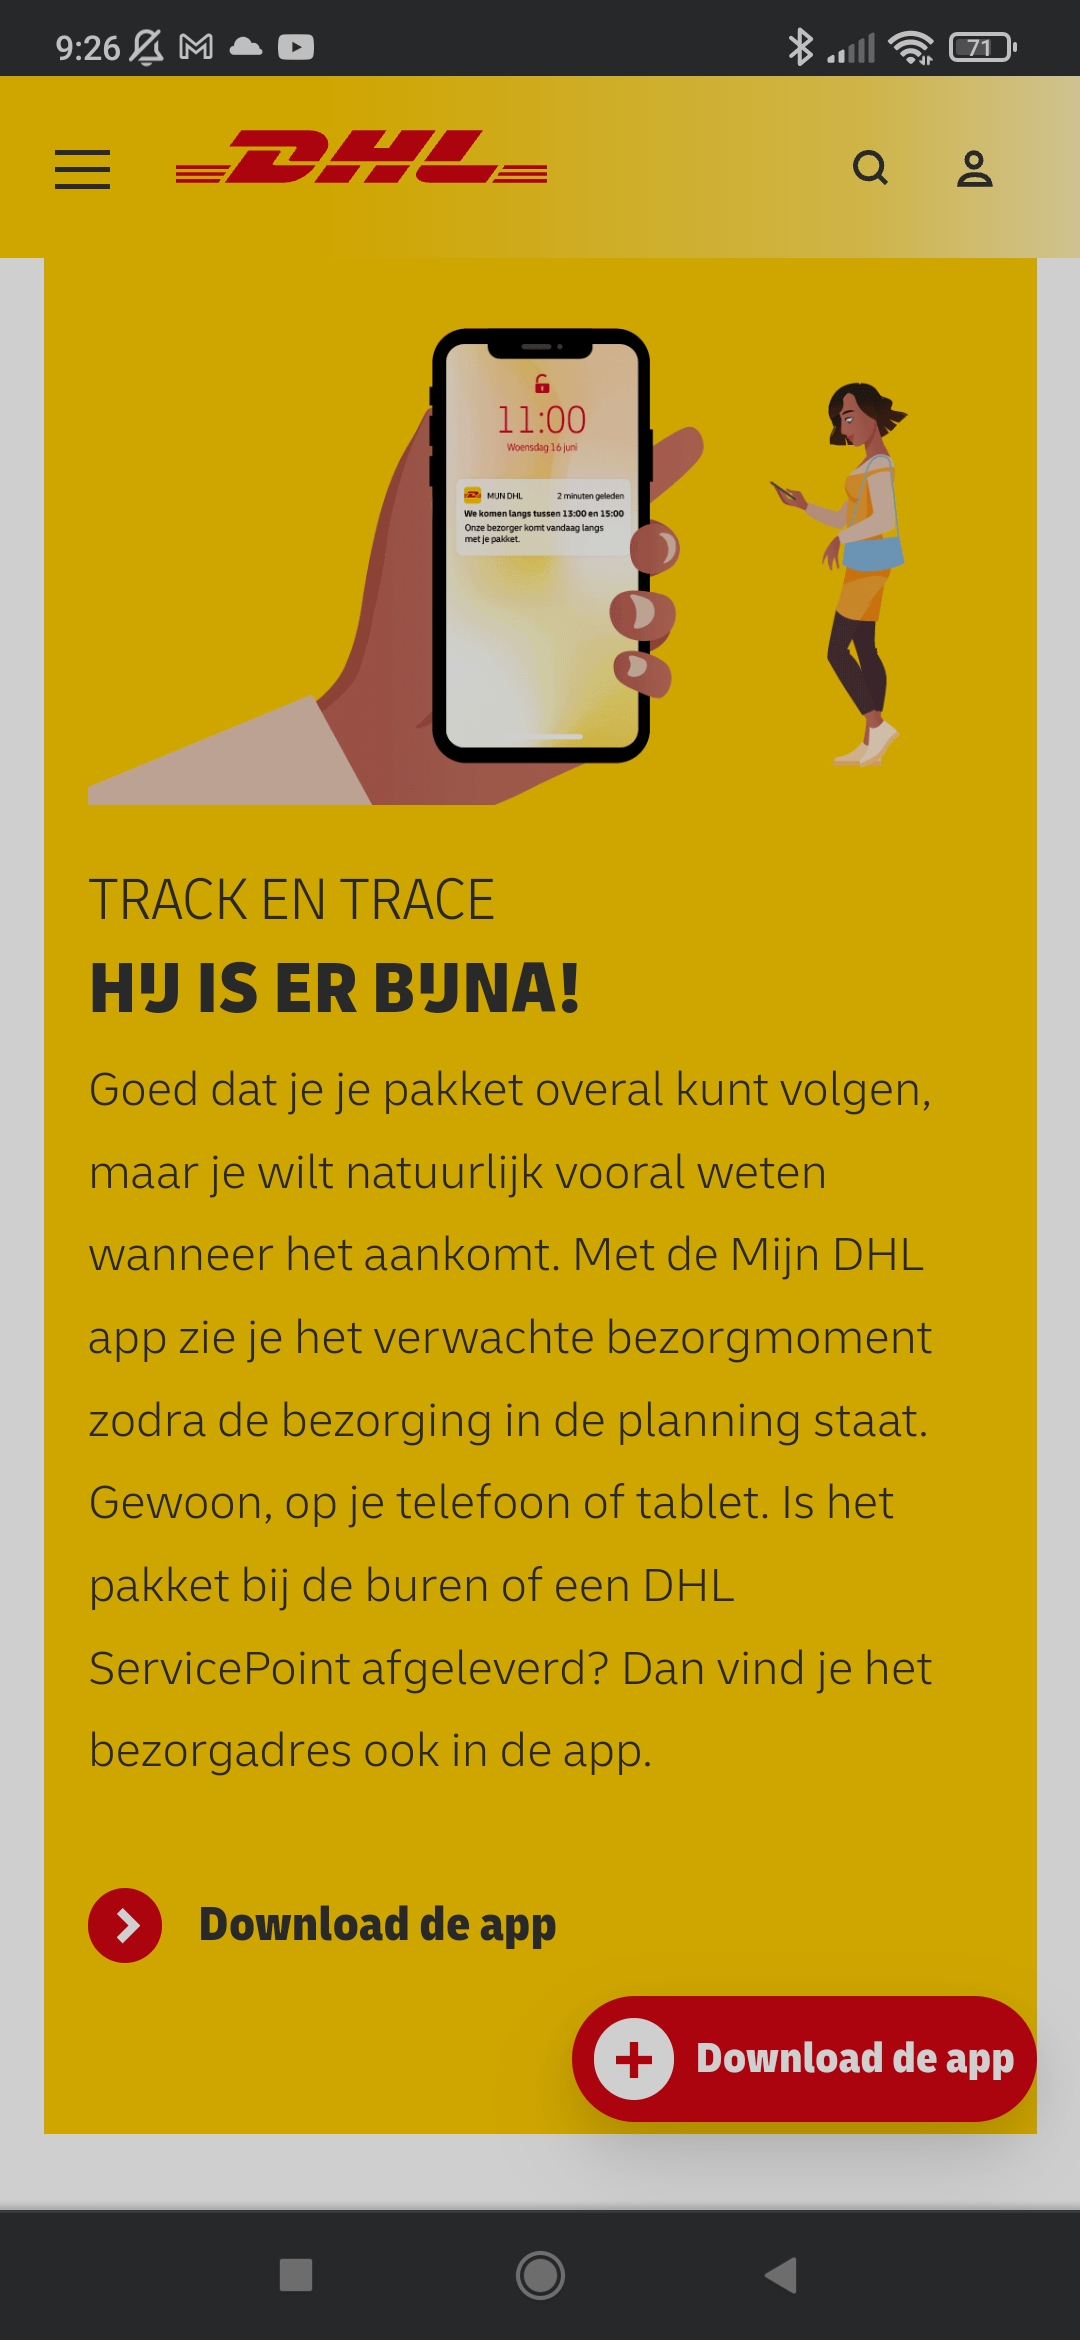 9:26
71
DHL
11:00
Woensdag 16 juni
MIJN DHL 2 minuten geleden
We komen langs tussen 13:00 en 15:00
Onze bezorger komt vandaag langs
met je pakket.
TRACK EN TRACE
HIJ IS ER BIJNA!
Goed dat je je pakket overal kunt volgen,
maar je wilt natuurlijk vooral weten
wanneer het aankomt. Met de Mijn DHL
app zie je het verwachte bezorgmoment
zodra de bezorging in de planning staat.
Gewoon, op je telefoon of tablet. Is het
pakket bij de buren of een DHL
ServicePoint afgeleverd? Dan vind je het
bezorgadres ook in de app.
Download de app
Download de app